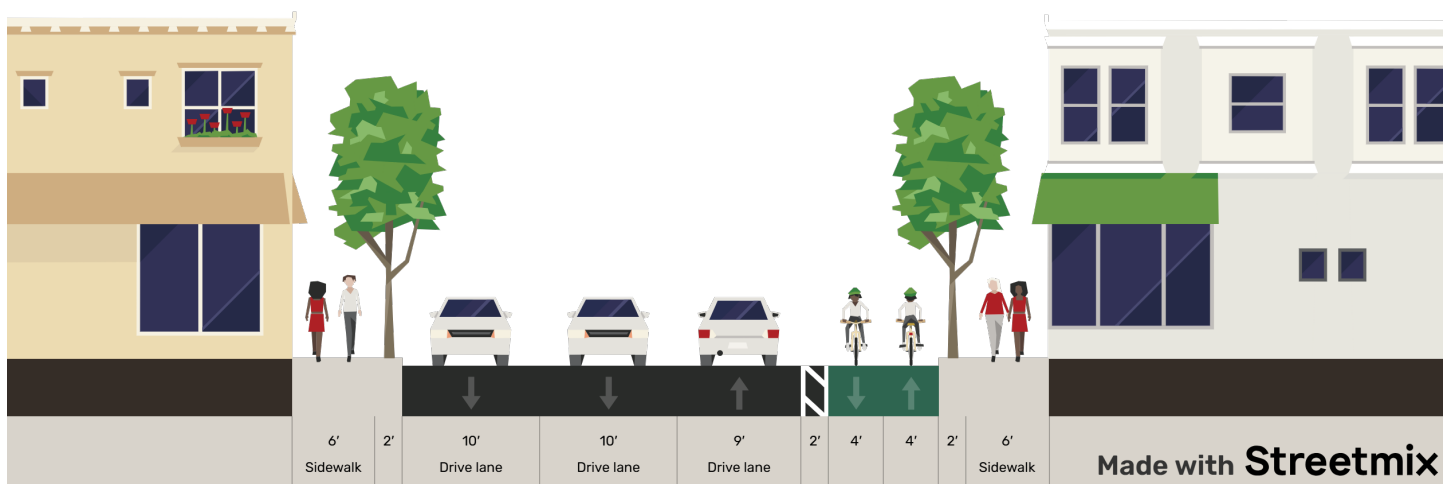 6′ 2′ 10′ 10′ 9′ 2′ 4′ 4′ 2′ 6′
Sidewalk Drive lane Drive lane Drive lane Sidewalk
Made with Streetmix